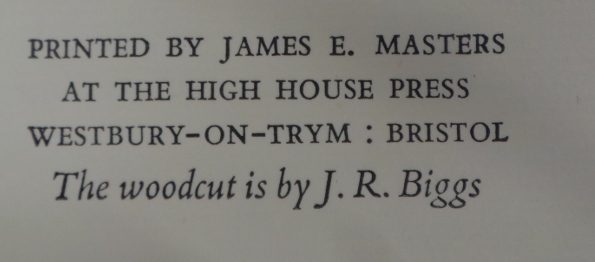 PRINTED BY JAMES E. MASTERS
AT THE HIGH HOUSE PRESS
WESTBURY-ON-TRYM : BRISTOL
The woodcut is by J. R. Biggs